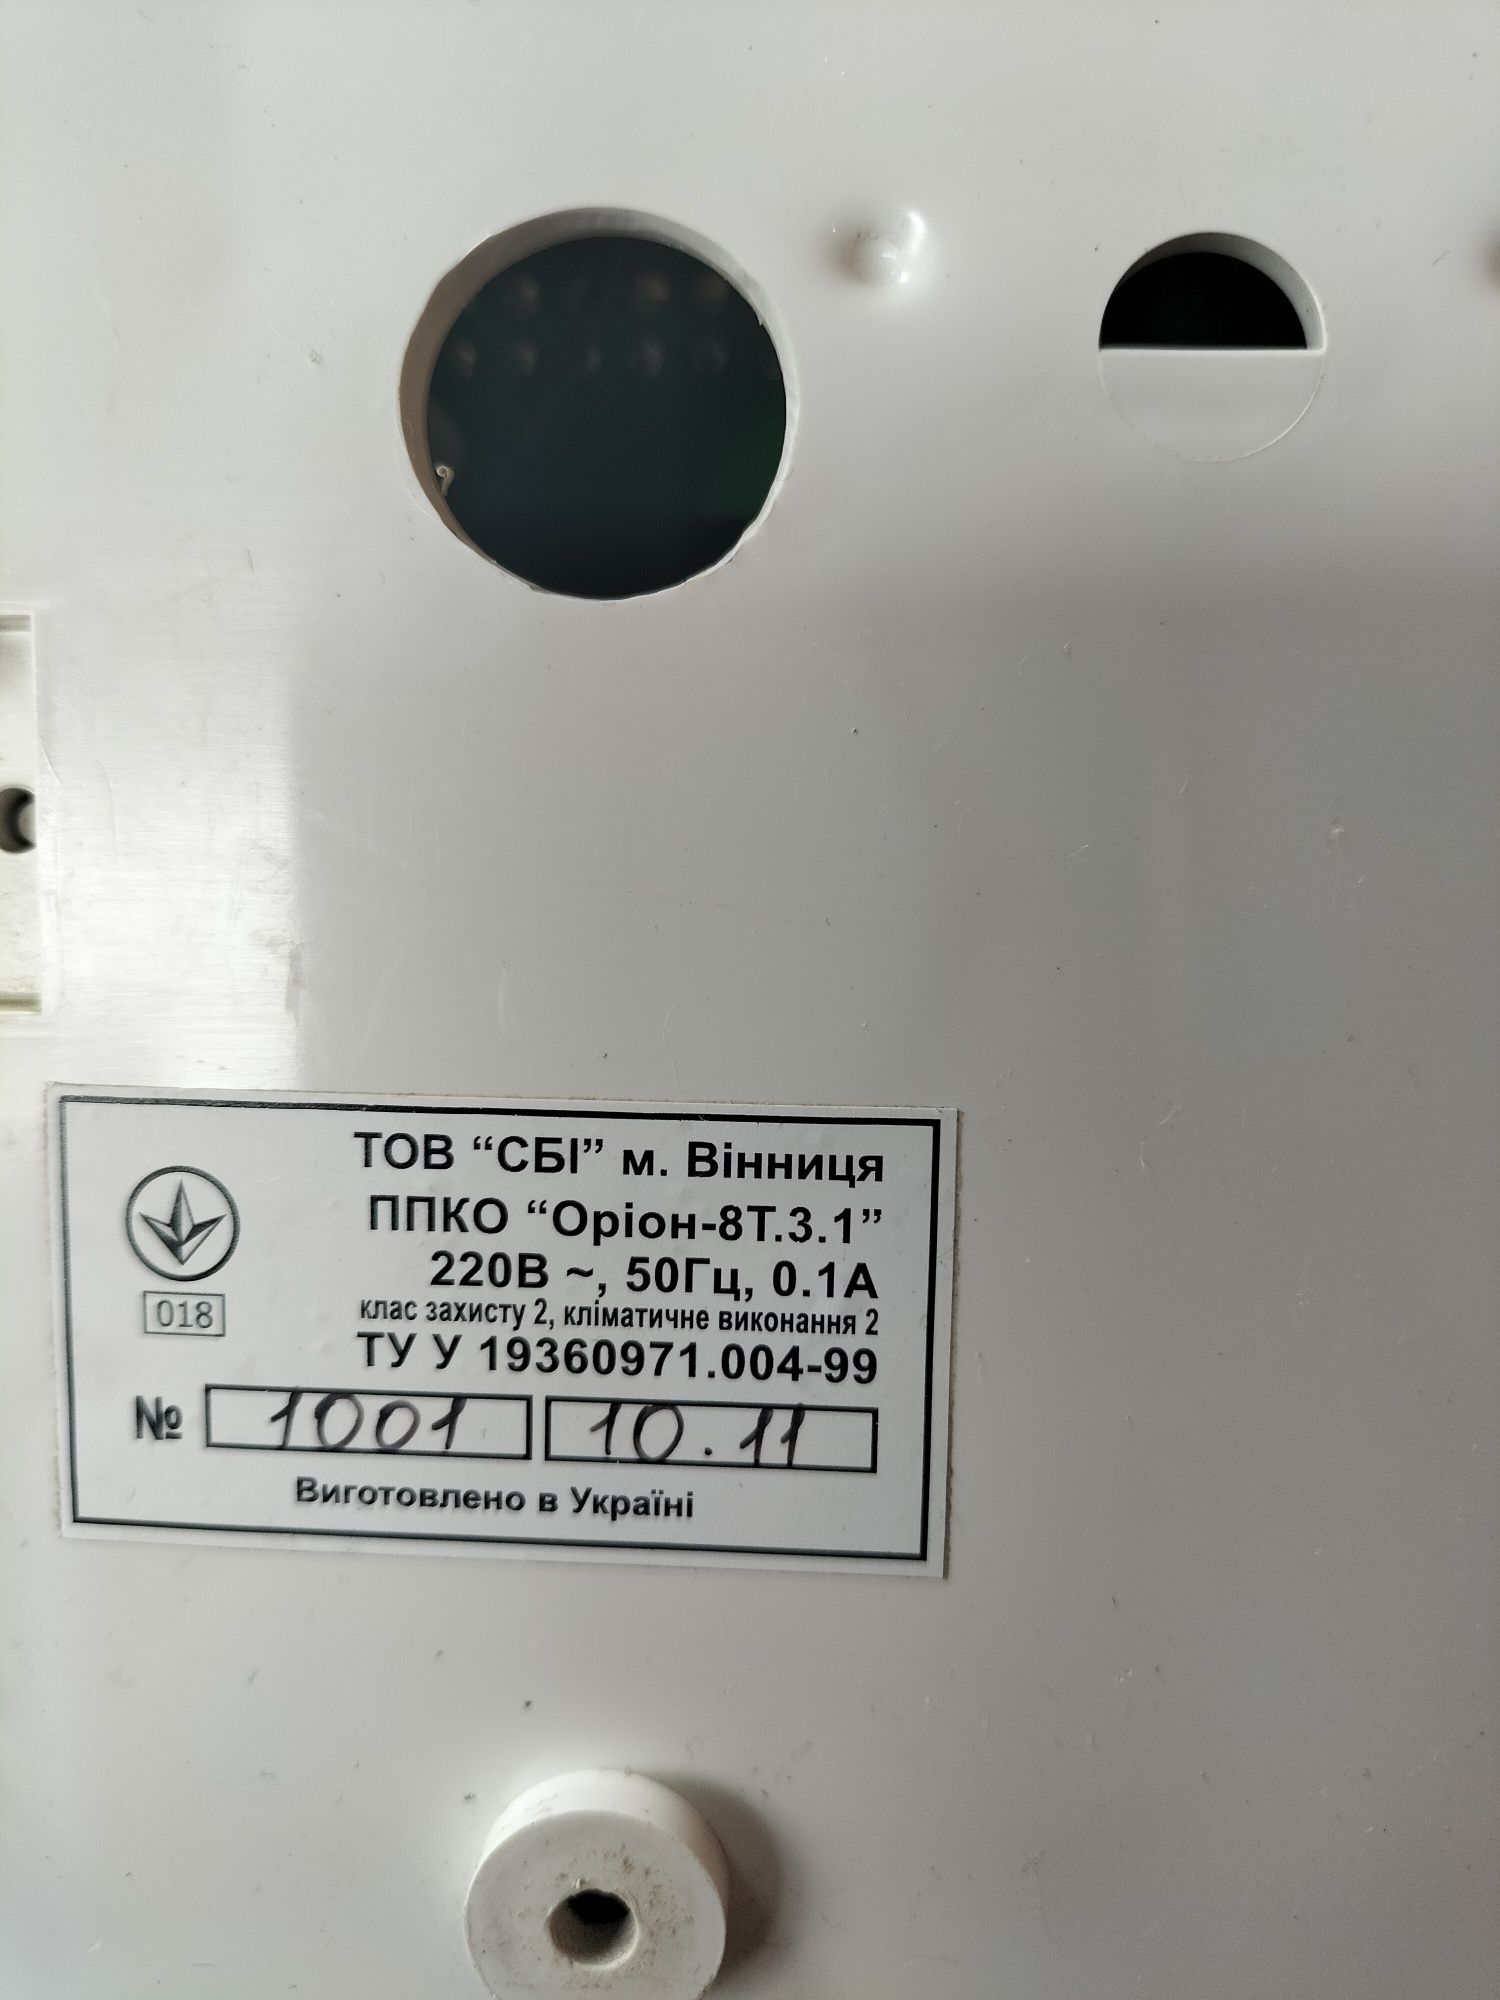 ТОВ “СБІ” м. Вінниця
ППКО “Оріон-8Т.3.1”
220В ~, 50Гц, 0.1А
018
клас захисту 2, кліматичне виконання 2
ТУ У 19360971.004-99
№ 1001 10.11
Виготовлено в Україні